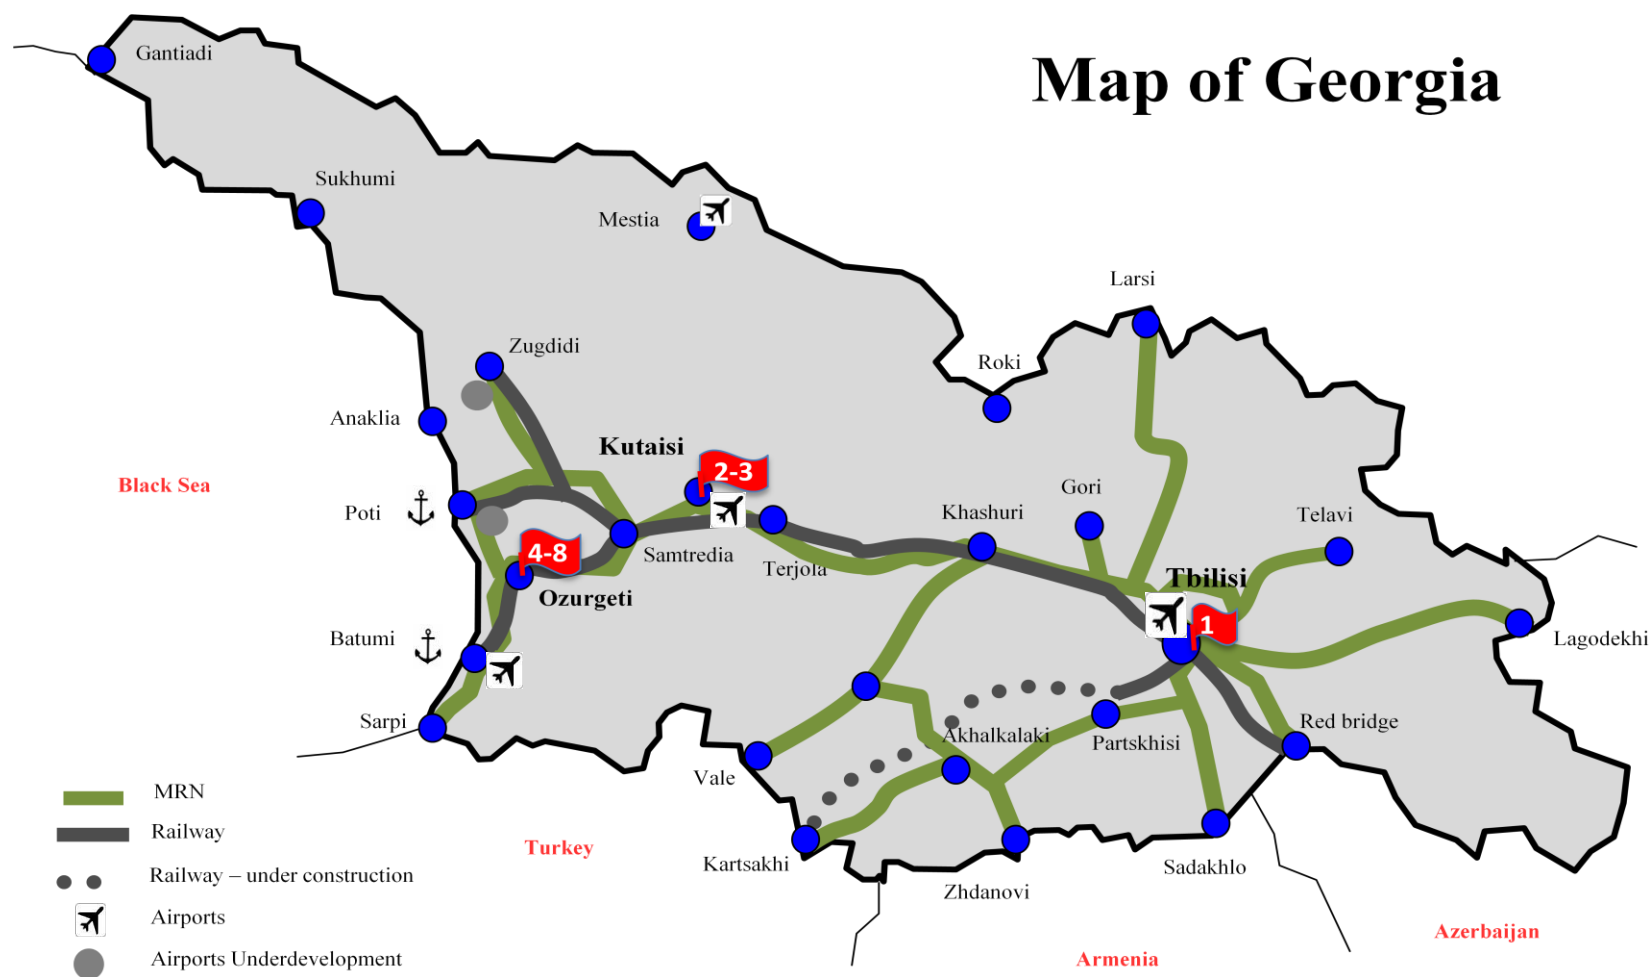 Map of Georgia
Gantiadi
Sukhumi
Mestia
Larsi
Zugdidi
Roki
Anaklia
Kutaisi
2-3
Black Sea
Gori
Poti
Khashuri
Telavi
4-8
Samtredia
Terjola
Tbilisi
Ozurgeti
1
Batumi
Lagodekhi
Sarpi
Akhalkalaki
Partskhisi
Red bridge
Vale
MRN
Railway
Turkey
Kartsakhi
Sadakhlo
Railway – under construction
Zhdanovi
Airports
Azerbaijan
Airports Underdevelopment
Armenia